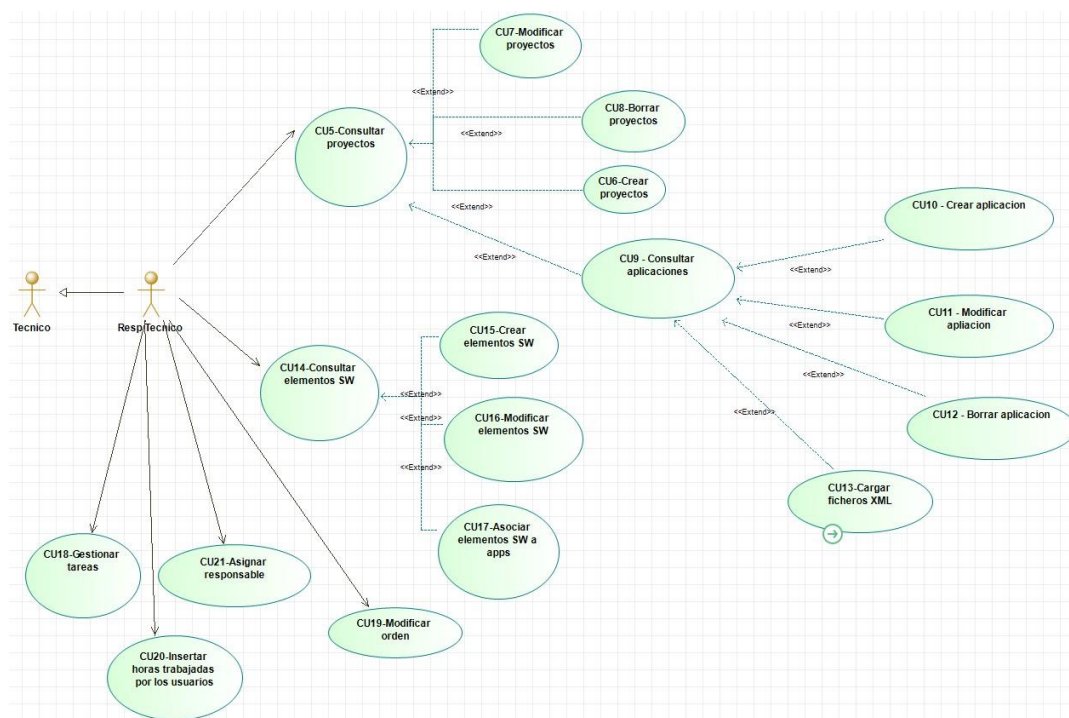 CU7-Modificar
proyectos
<<Extend>>
CU8-Borrar
proyectos
<<Extend>>
CU5-Consultar
proyectos
CU6-Crear
proyectos
<<Extend>>
<<Extend>>
CU9 - Consultar
aplicaciones
CU10 - Crear aplicacion
<<Extend>>
CU11 - Modificar
apliacion
<<Extend>>
<<Extend>>
CU12 - Borrar aplicacion
<<Extend>>
CU13-Cargar
ficheros XML
Tecnico
RespTecnico
CU14-Consultar
elementos SW
CU15-Crear
elementos SW
<<Extend>>
<<Extend>>
CU16-Modificar
elementos SW
<<Extend>>
CU17-Asociar
elementos SW a
apps
CU18-Gestionar
tareas
CU21-Asignar
responsable
CU19-Modificar
orden
CU20-Insertar
horas trabajadas
por los usuarios